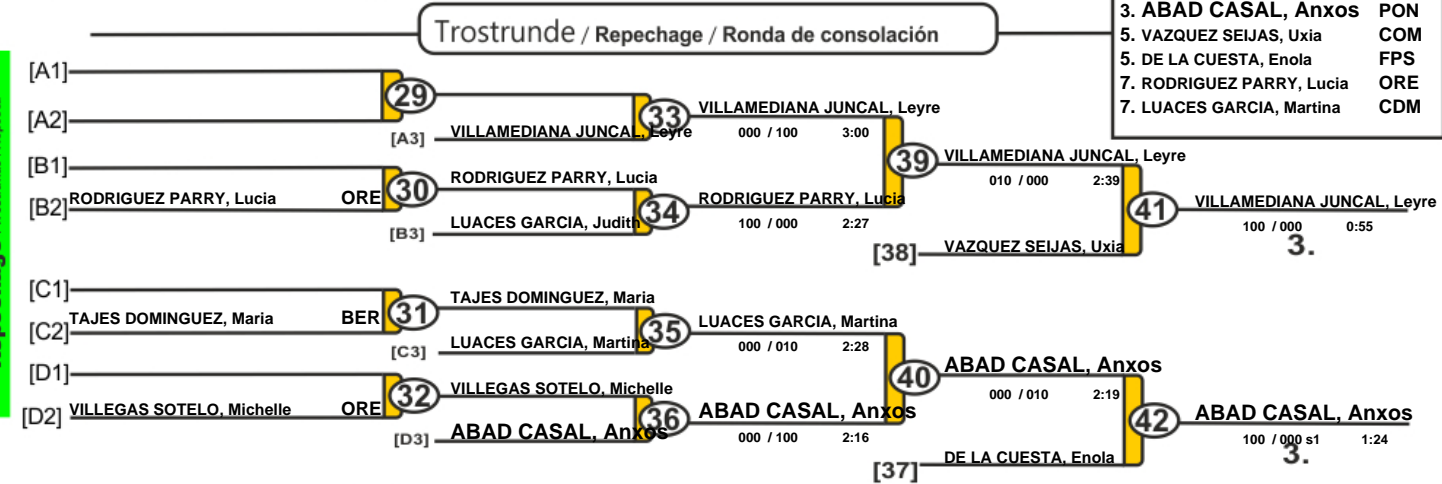 3. ABAD CASAL, Anxos PON
Trostrunde / Repechage / Ronda de consolación
5. VAZQUEZ SEIJAS, Uxia COM
5. DE LA CUESTA, Enola FPS
7. RODRIGUEZ PARRY, Lucia ORE
7. LUACES GARCIA, Martina CDM
[A1]
29
[A2]
33
VILLAMEDIANA JUNCAL, Leyre
[A3] VILLAMEDIANA JUNCAL, Leyre
000 / 100 3:00
[B1]
39
VILLAMEDIANA JUNCAL, Leyre
RODRIGUEZ PARRY, Lucia
010 / 000 2:39
[B2] RODRIGUEZ PARRY, Lucia ORE
30
RODRIGUEZ PARRY, Lucia
41
VILLAMEDIANA JUNCAL, Leyre
[B3] LUACES GARCIA, Judith
34
100 / 000 2:27
100 / 000 0:55
3.
[38] VAZQUEZ SEIJAS, Uxia
[C1]
TAJES DOMINGUEZ, Maria
[C2] TAJES DOMINGUEZ, Maria BER
31
35
LUACES GARCIA, Martina
[C3] LUACES GARCIA, Martina
000 / 010 2:28
[D1]
40
ABAD CASAL, Anxos
32
VILLEGAS SOTELO, Michelle
000 / 010 2:19
[D2] VILLEGAS SOTELO, Michelle ORE
36
ABAD CASAL, Anxos
42
ABAD CASAL, Anxos
[D3] ABAD CASAL, Anxos
000 / 100 2:16
100 / 000 s1 1:24
3.
[37] DE LA CUESTA, Enola